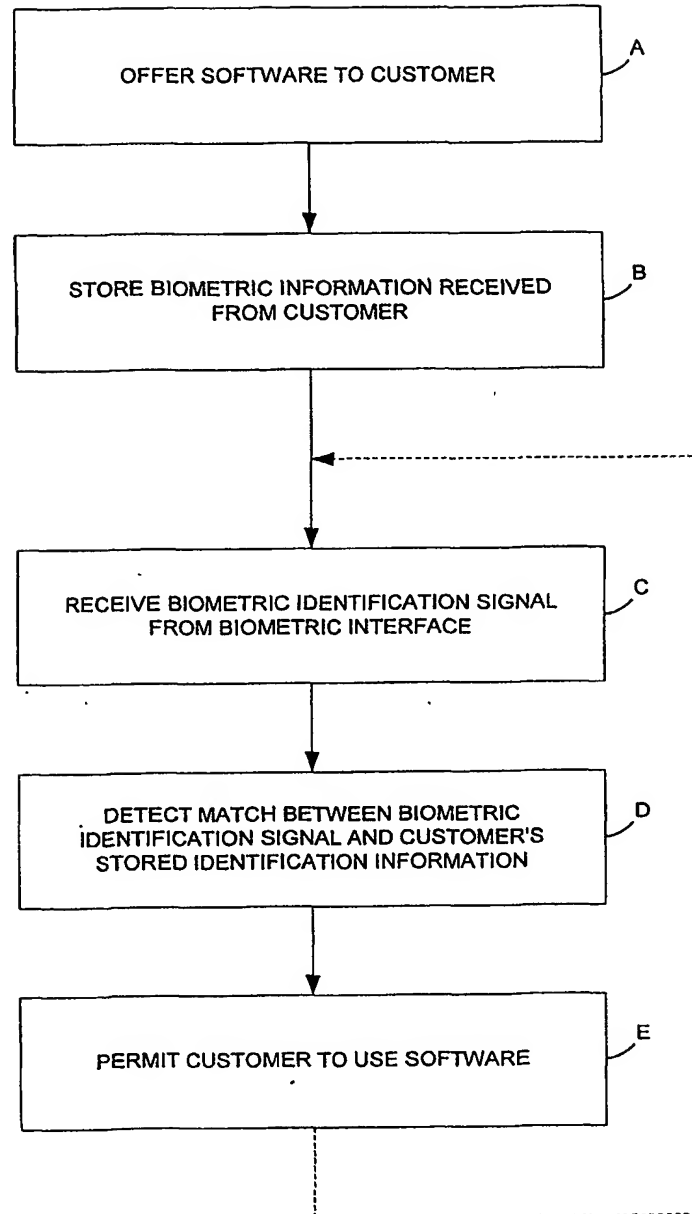 OFFER SOFTWARE TO CUSTOMER
A
STORE BIOMETRIC INFORMATION RECEIVED
FROM CUSTOMER
B
RECEIVE BIOMETRIC IDENTIFICATION SIGNAL
FROM BIOMETRIC INTERFACE
C
DETECT MATCH BETWEEN BIOMETRIC
IDENTIFICATION SIGNAL AND CUSTOMER'S
STORED IDENTIFICATION INFORMATION
D
PERMIT CUSTOMER TO USE SOFTWARE
E